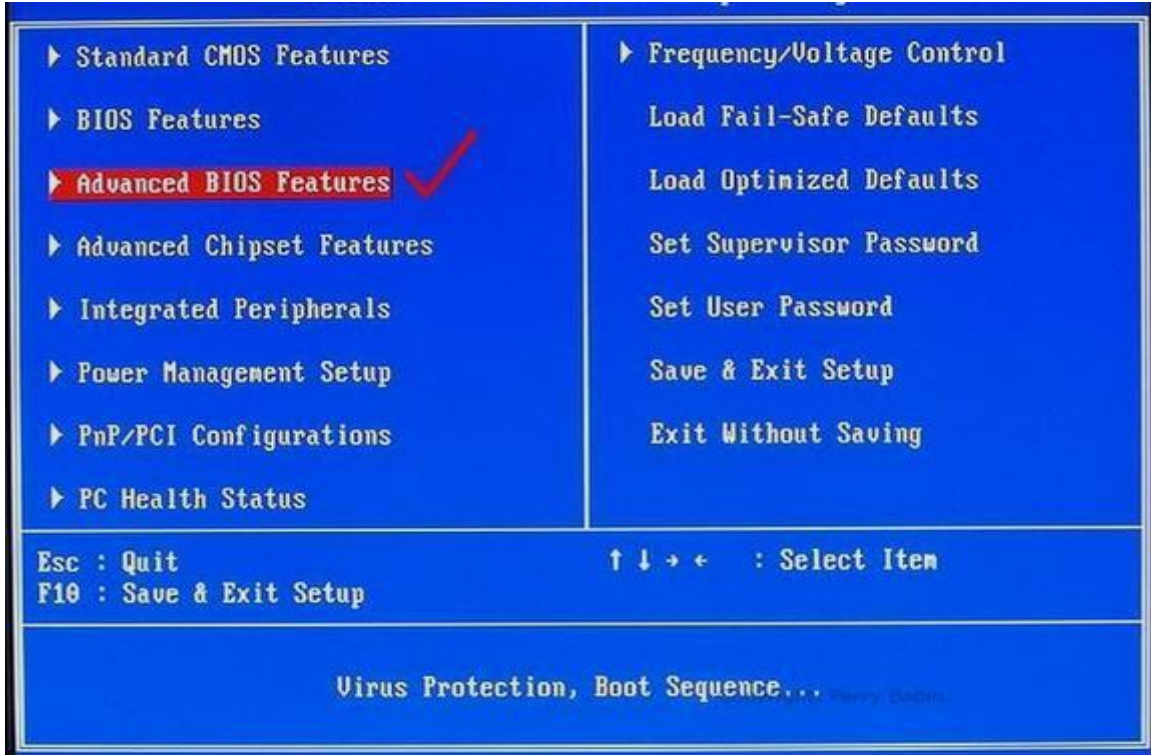 Standard CMOS Features
BIOS Features
Advanced BIOS Features
Advanced Chipset Features
Integrated Peripherals
Power Management Setup
PnP/PCI Configurations
PC Health Status
Frequency/Voltage Control
Load Fail-Safe Defaults
Load Optimized Defaults
Set Supervisor Password
Set User Password
Save & Exit Setup
Exit Without Saving
Esc : Quit
F10 : Save & Exit Setup
↑ ↓ → ← : Select Item
Virus Protection, Boot Sequence...